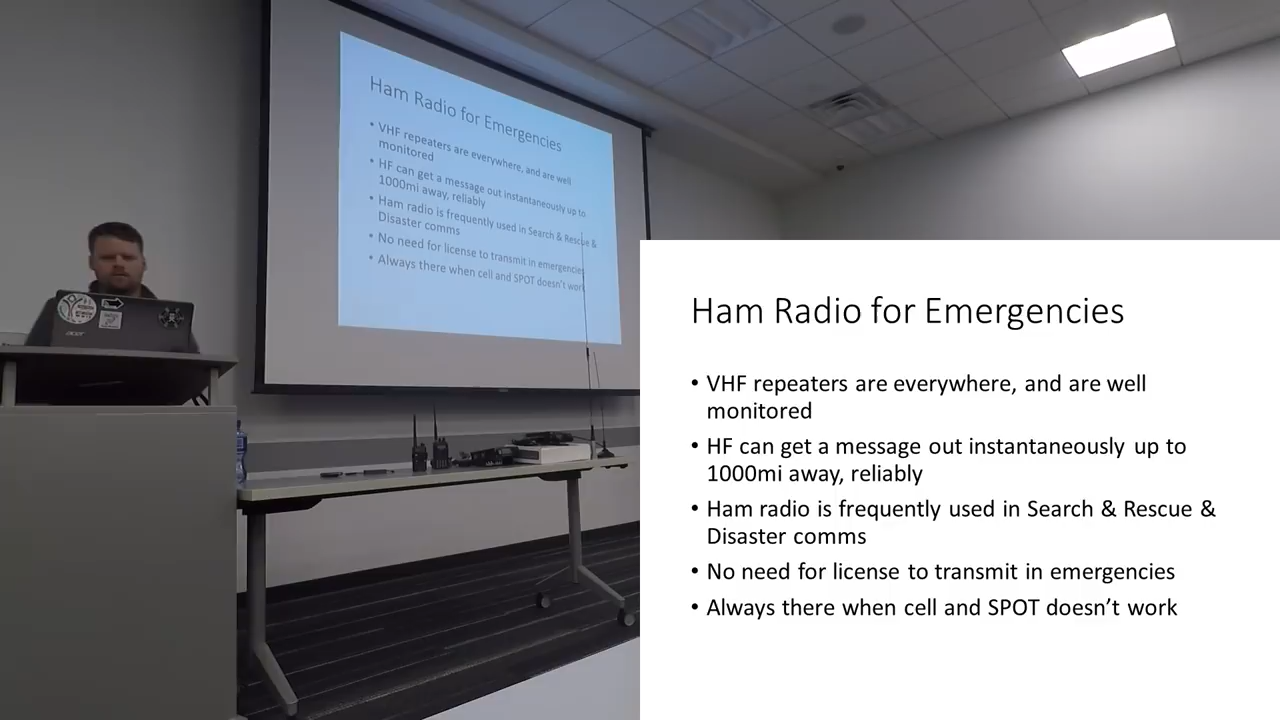 Ham Radio for Emergencies
• VHF repeaters are everywhere, and are well
monitored
• HF can get a message out instantaneously up to
1000mi away, reliably
• Ham radio is frequently used in Search & Rescue &
Disaster comms
• No need for license to transmit in emergencies
• Always there when cell and SPOT doesn't work
acer
Ham Radio for Emergencies
• VHF repeaters are everywhere, and are well
monitored
• HF can get a message out instantaneously up to
1000mi away, reliably
• Ham radio is frequently used in Search & Rescue &
Disaster comms
• No need for license to transmit in emergencies
• Always there when cell and SPOT doesn’t work